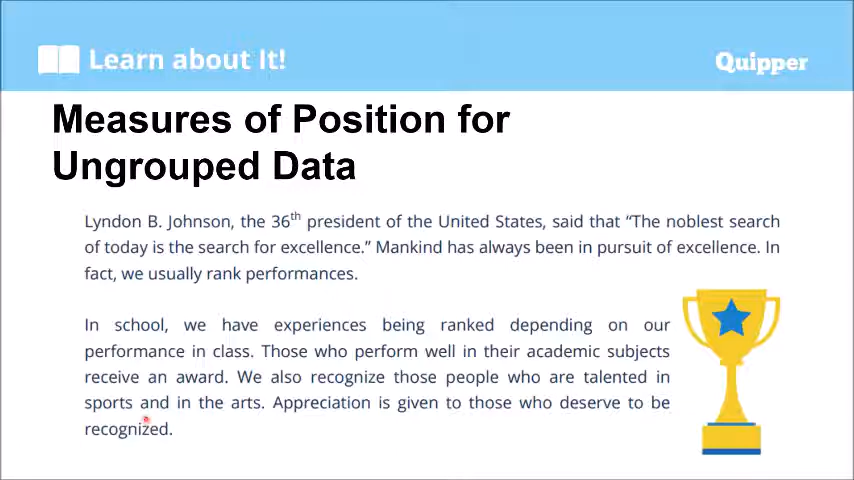 Learn about It!
Quipper
Measures of Position for
Ungrouped Data
Lyndon B. Johnson, the 36th president of the United States, said that “The noblest search
of today is the search for excellence.” Mankind has always been in pursuit of excellence. In
fact, we usually rank performances.
In school, we have experiences being ranked depending on our
performance in class. Those who perform well in their academic subjects
receive an award. We also recognize those people who are talented in
sports and in the arts. Appreciation is given to those who deserve to be
recognized.